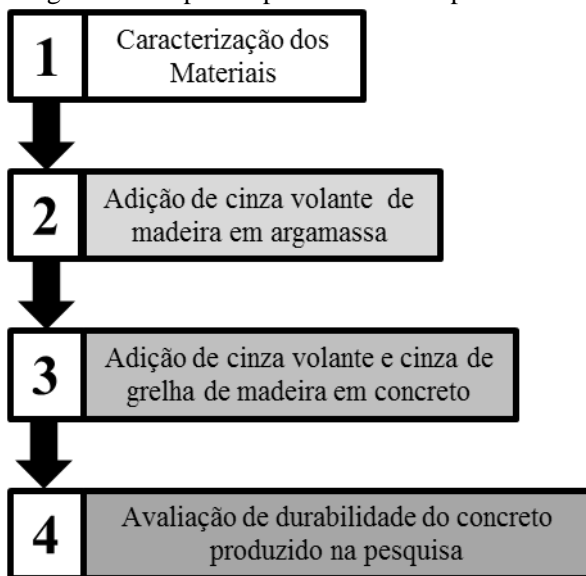 1
Caracterização dos
Materiais
2
Adição de cinza volante de
madeira em argamassa
3
Adição de cinza volante e cinza de
grelha de madeira em concreto
4
Avaliação de durabilidade do concreto
produzido na pesquisa